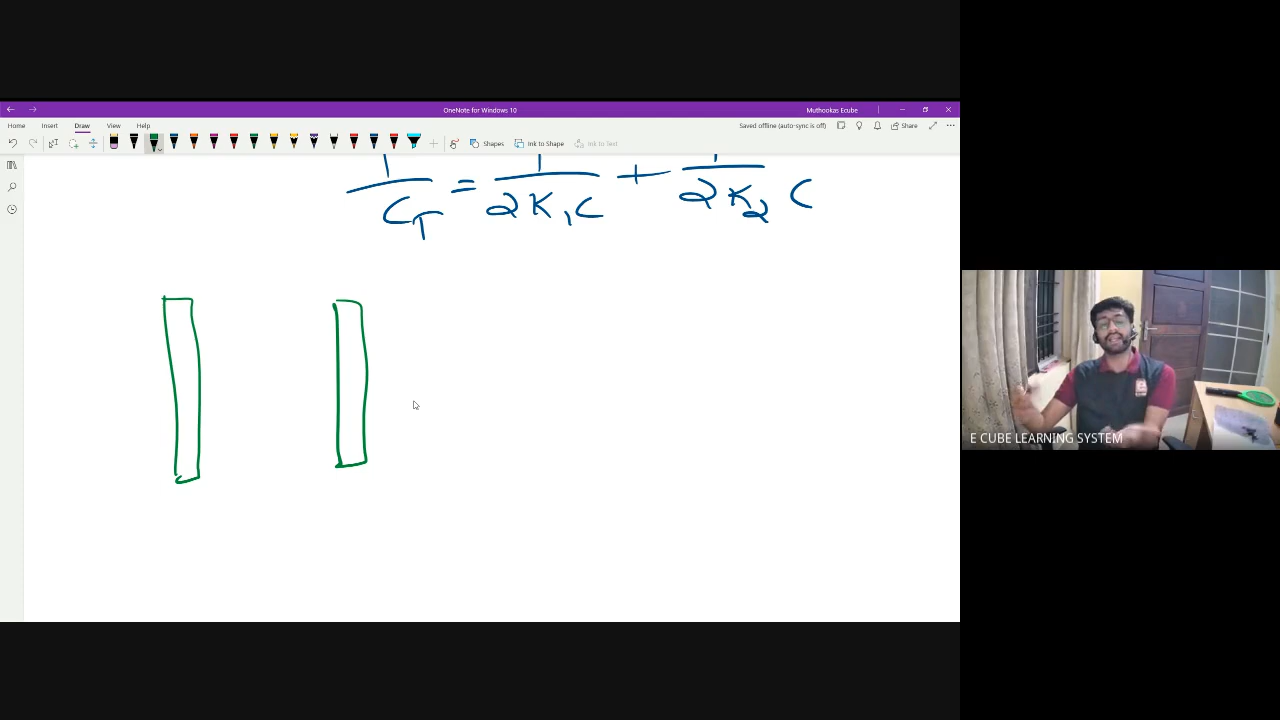 OneNote for Windows 10
Muthookas Ecube
Home Insert Draw View Help
Saved offline (auto-sync is off)
Share
Shapes
Ink to Shape
Ink to Text
1/C_T = 1/2K_1C + 1/2K_2 C
E CUBE LEARNING SYSTEM